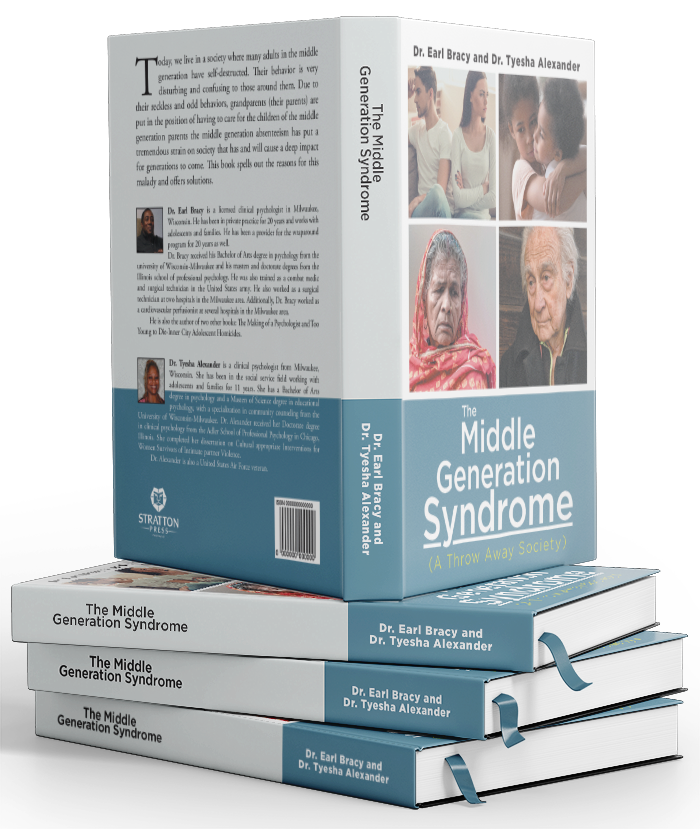 Today, we live in a society where many adults in the middle
generation have self-destructed. Their behavior is very
disturbing and confusing to those around them. Due to
their reckless and odd behaviors, grandparents (their parents) are
put in the position of having to care for the children of the middle
generation parents the middle generation absenteeism has put a
tremendous strain on society that has and will cause a deep impact
for generations to come. This book spells out the reasons for this
malady and offers solutions.
Dr. Earl Bracy is a licensed clinical psychologist in Milwaukee,
Wisconsin. He has been in private practice for 20 years and works with
adolescents and families. He has been a provider for the wraparound
program for 20 years as well.
Dr. Bracy received his Bachelor of Arts degree in psychology from the
university of Wisconsin-Milwaukee and his masters and doctorate degrees from the
Illinois school of professional psychology. He was also trained as a combat medic
and surgical technician in the United States army. He also worked as a surgical
technician at two hospitals in the Milwaukee area. Additionally, Dr. Bracy worked as
a cardiovascular perfusionist at several hospitals in the Milwaukee area.
He is also the author of two other books: The Making of a Psychologist and Too
Young to Die-Inner City Adolescent Homicides.
Dr. Tyesha Alexander is a clinical psychologist from Milwaukee,
Wisconsin. She has been in the social service field working with
adolescents and families for 11 years. She has a Bachelor of Arts
degree in psychology and a Masters of Science degree in educational
psychology, with a specialization in community counseling from the
University of Wisconsin-Milwaukee. Dr. Alexander received her Doctorate degree
in clinical psychology from the Adler School of Professional Psychology in Chicago,
Illinois. She completed her dissertation on Cultural appropriate Interventions for
Women Survivors of Intimate partner Violence.
Dr. Alexander is also a United States Air Force veteran.
STRATTON
PRESS
The Middle
Generation Syndrome
Dr. Earl Bracy and
Dr. Tyesha Alexander
Dr. Earl Bracy and Dr. Tyesha Alexander
The
Middle
Generation
Syndrome
(A Throw Away Society)
The Middle
Generation Syndrome
Dr. Earl Bracy and
Dr. Tyesha Alexander
Syndrome
The Middle
Generation Syndrome
Dr. Earl Bracy and
Dr. Tyesha Alexander
The Middle
Generation Syndrome
Dr. Earl Bracy and
Dr. Tyesha Alexander